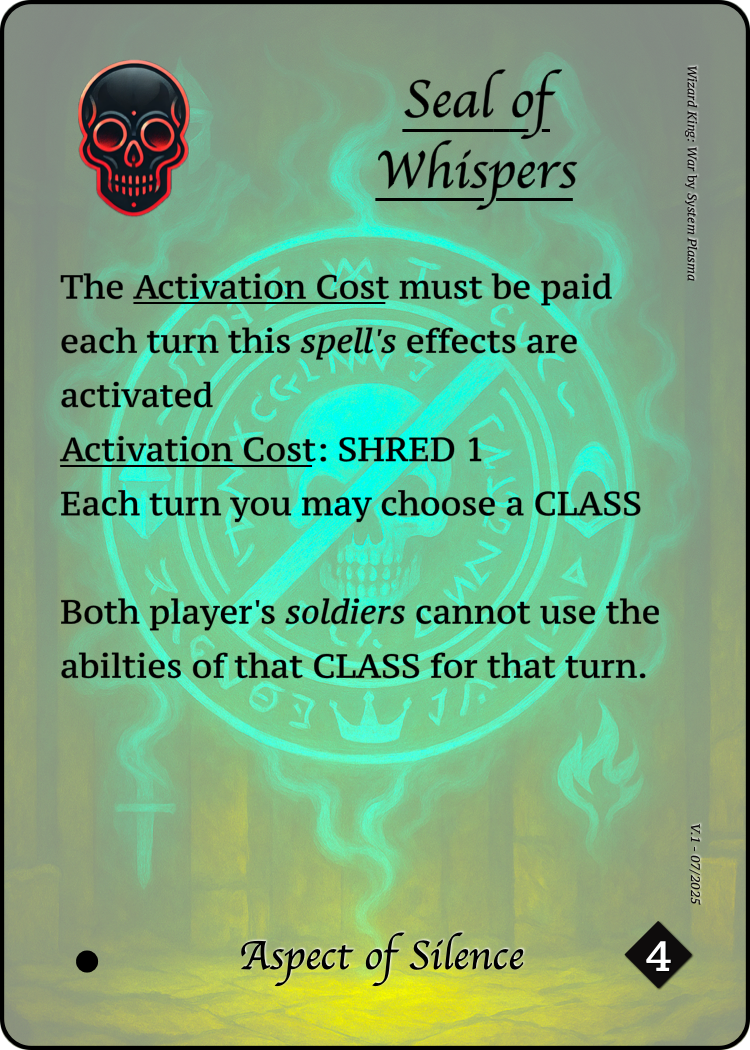 Seal of
Whispers
Wizard King: War by System Plasma
The Activation Cost must be paid
each turn this spell's effects are
activated
Activation Cost: SHRED 1
Each turn you may choose a CLASS
Both player's soldiers cannot use the
abilties of that CLASS for that turn.
V.1 - 07/2025
Aspect of Silence
4